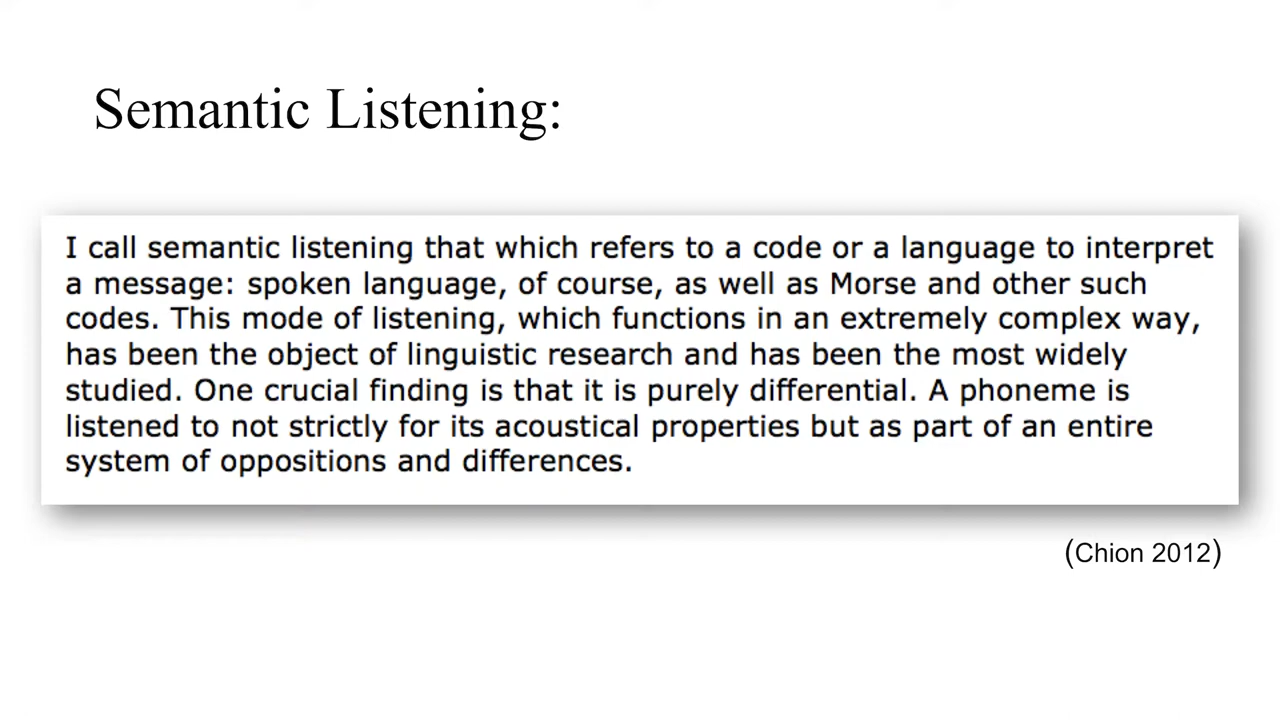 Semantic Listening:
I call semantic listening that which refers to a code or a language to interpret
a message: spoken language, of course, as well as Morse and other such
codes. This mode of listening, which functions in an extremely complex way,
has been the object of linguistic research and has been the most widely
studied. One crucial finding is that it is purely differential. A phoneme is
listened to not strictly for its acoustical properties but as part of an entire
system of oppositions and differences.
(Chion 2012)